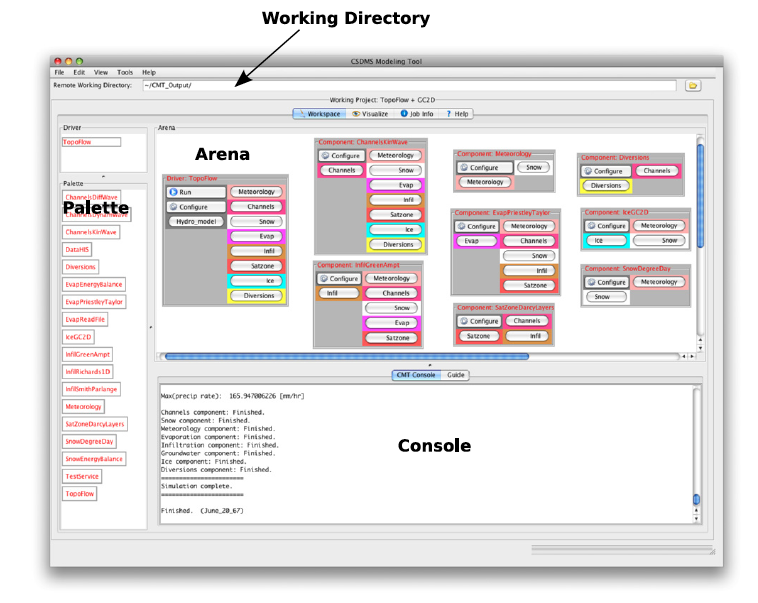 Working Directory
CSDMS Modeling Tool
File Edit View Tools Help
Remote Working Directory: ~/CMT_Output/
Working Project: TopoFlow + GC2D
Workspace Visualize Job Info ? Help
Driver
TopoFlow
Palette
ChannelsDiffWave
Palette
ChannelsKinWave
DataHIS
Diversions
EvapEnergyBalance
EvapPriestleyTaylor
EvapReadFile
IceGC2D
InfilGreenAmpt
InfilRichards1D
InfilSmithParlange
Meteorology
SatZoneDarcyLayers
SnowDegreeDay
SnowEnergyBalance
TestService
TopoFlow
Arena
Arena
Driver: TopoFlow
Run Meteorology
Configure Channels
Hydro_model Snow
Evap
Infil
Satzone
Ice
Diversions
Component: ChannelsKinWave
Configure Meteorology
Channels Snow
Evap
Infil
Satzone
Ice
Diversions
Component: InfilGreenAmpt
Configure Meteorology
Infil Channels
Snow
Evap
Satzone
Component: Meteorology
Configure Snow
Meteorology
Component: EvapPriestleyTaylor
Configure Meteorology
Evap Channels
Snow
Infil
Satzone
Component: SatZoneDarcyLayers
Configure Channels
Satzone Infil
Component: Diversions
Configure Channels
Diversions
Component: IceGC2D
Configure Meteorology
Ice Snow
Component: SnowDegreeDay
Configure Meteorology
Snow
CMT Console Guide
Max(precip rate): 165.947006226 [mm/hr]
Channels component: Finished.
Snow component: Finished.
Meteorology component: Finished.
Evaporation component: Finished.
Infiltration component: Finished.
Groundwater component: Finished.
Ice component: Finished.
Diversions component: Finished.
======================
Simulation complete.
======================
Finished. (June_20_67)
Console